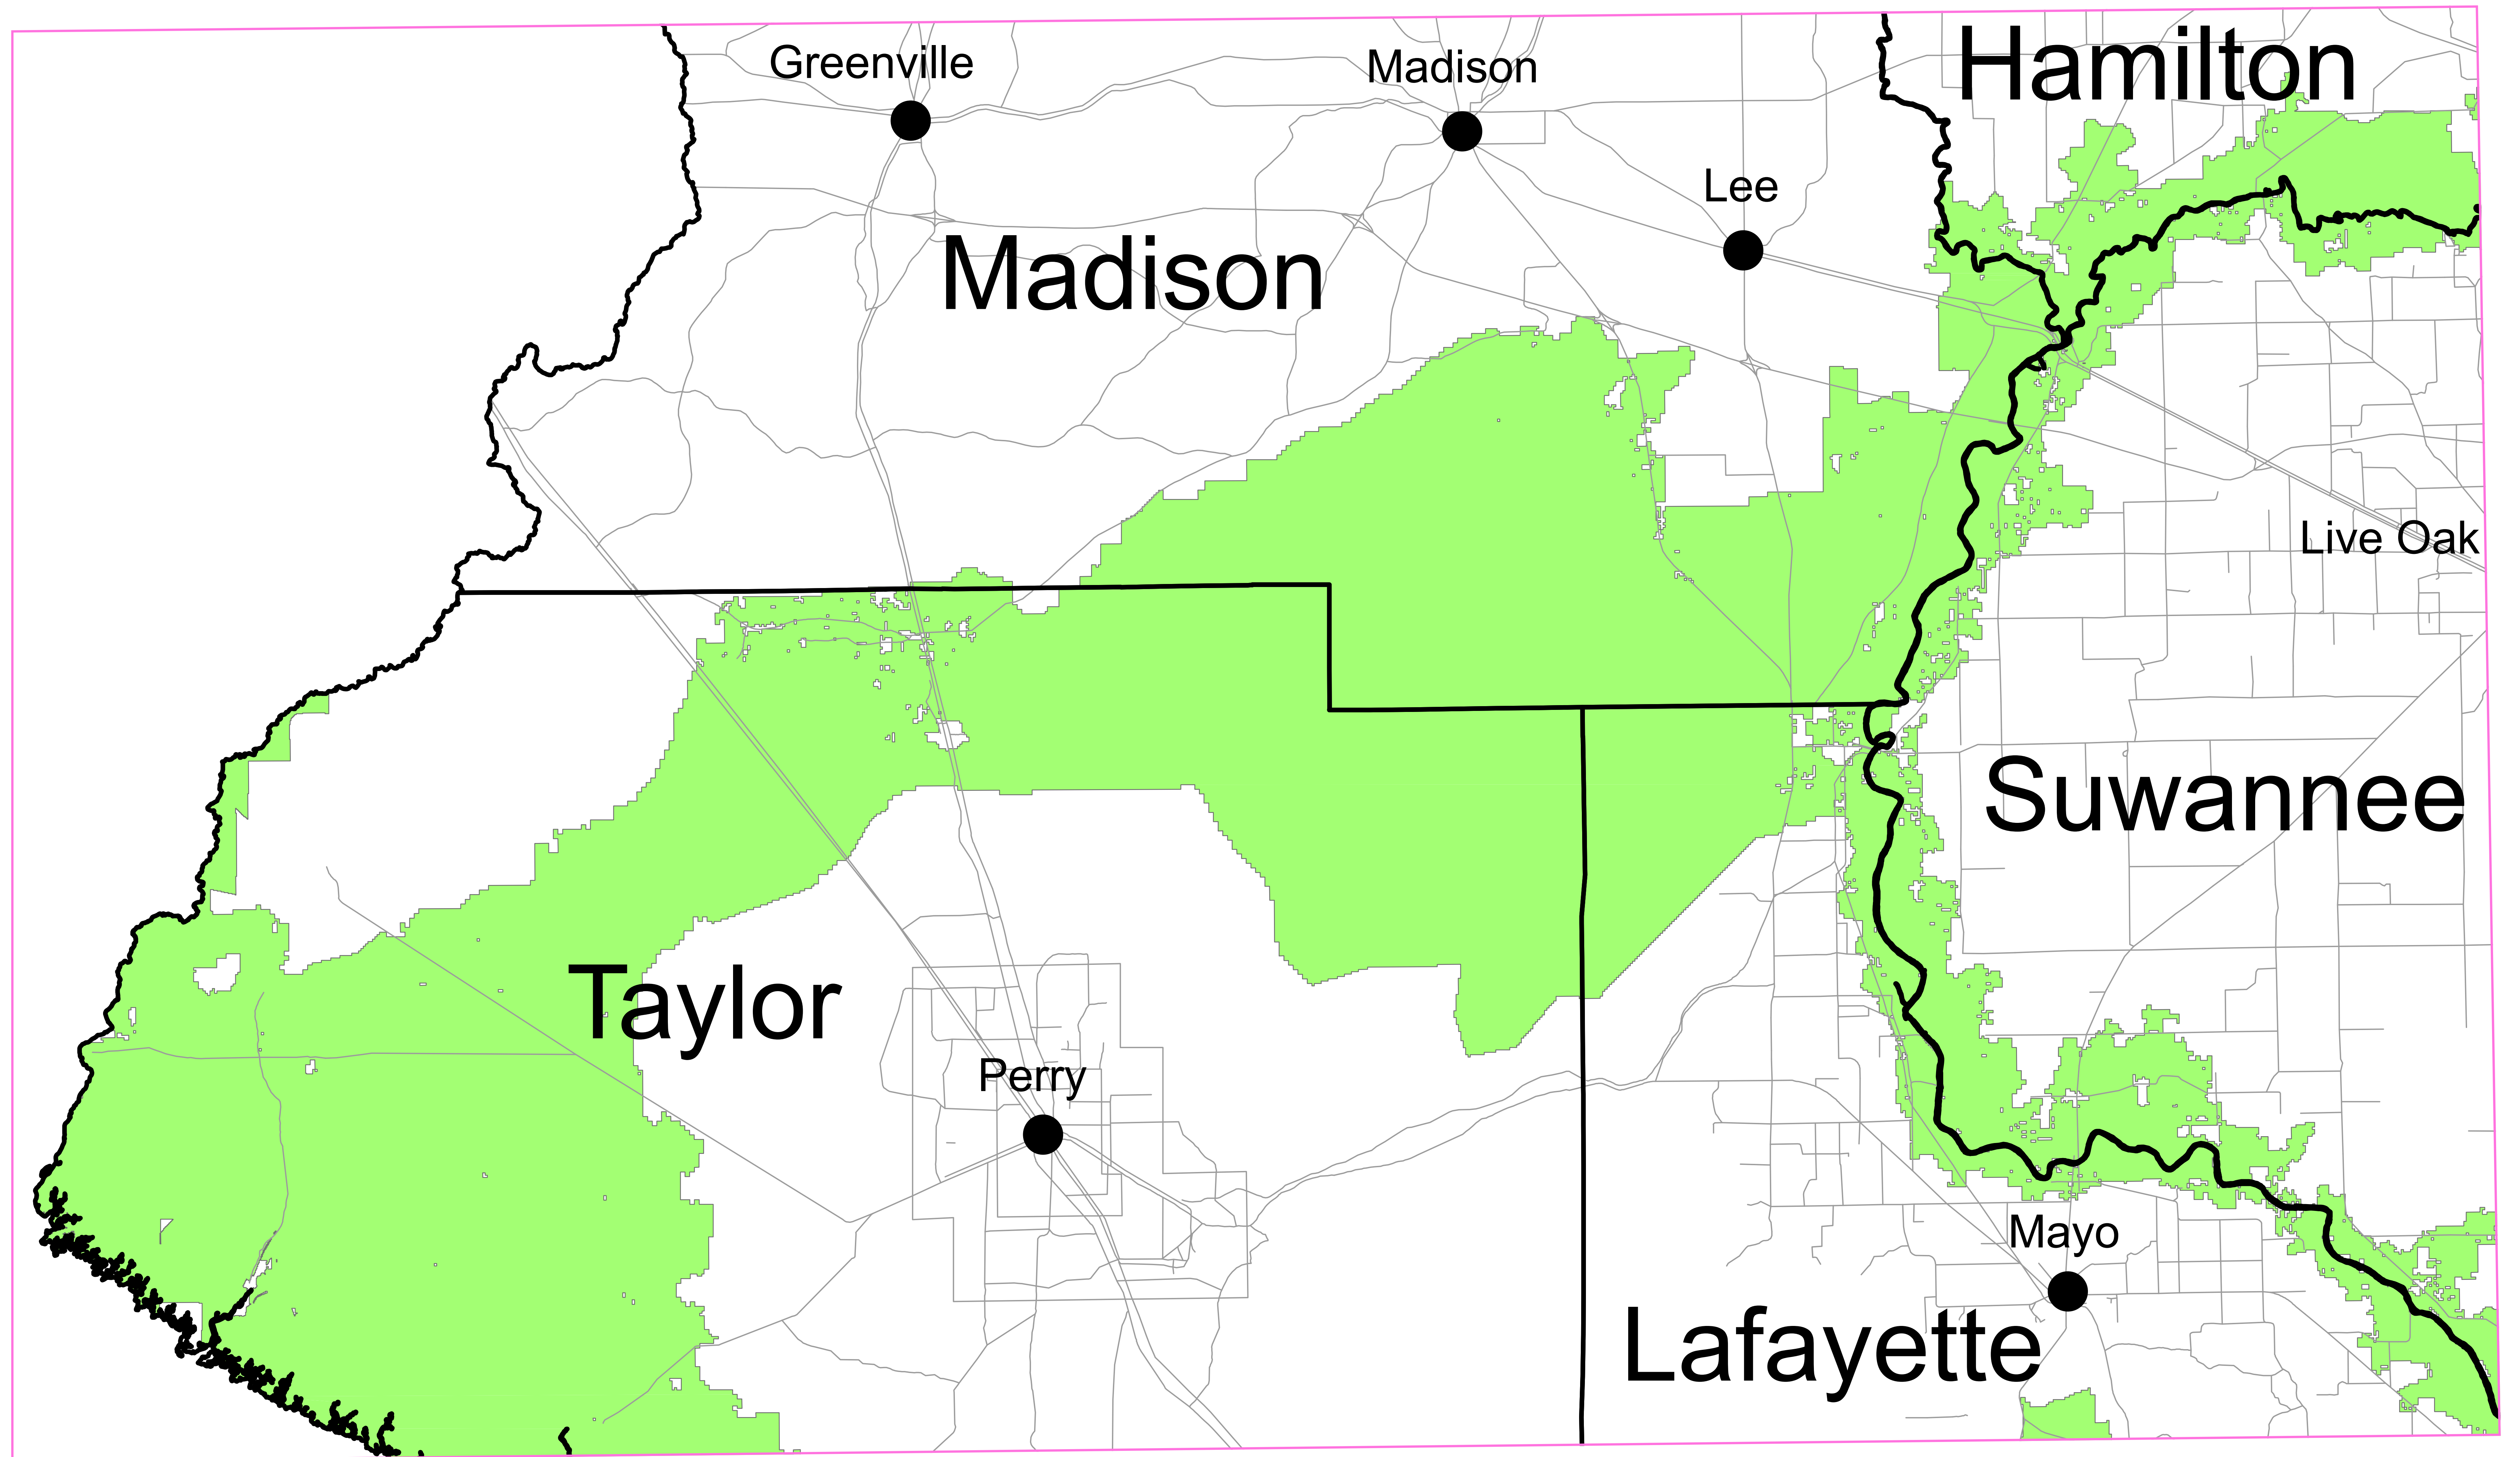 Hamilton
Greenville
Madison
Lee
Madison
Live Oak
Suwannee
Taylor
Perry
Mayo
Lafayette